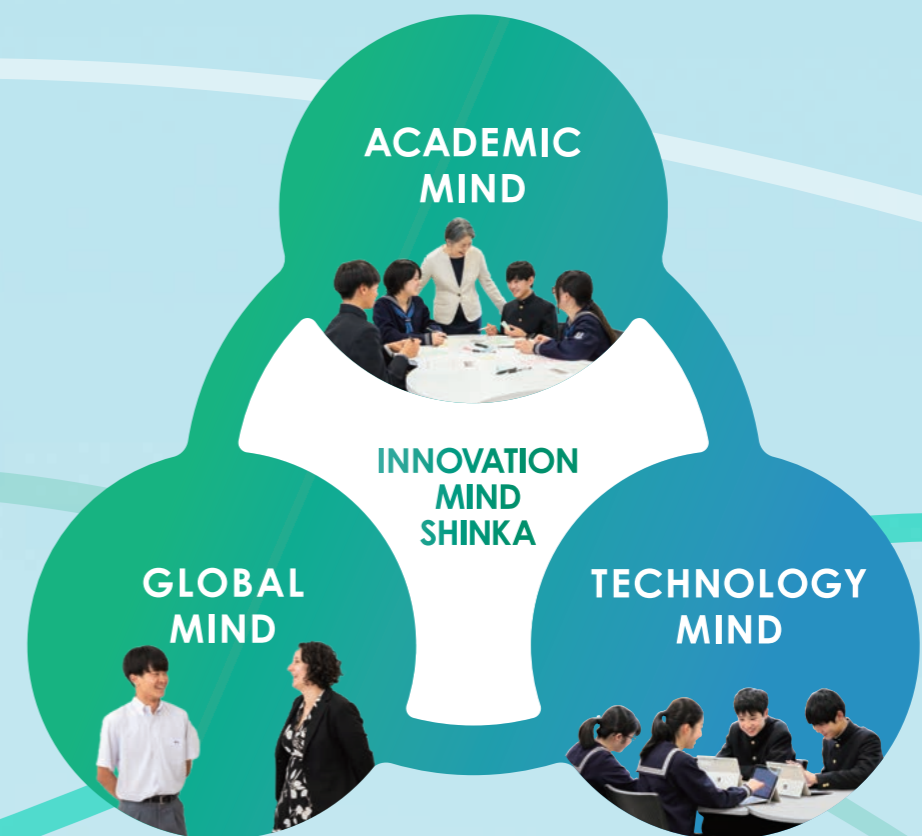 ACADEMIC
MIND
INNOVATION
MIND
SHINKA
GLOBAL
MIND
TECHNOLOGY
MIND